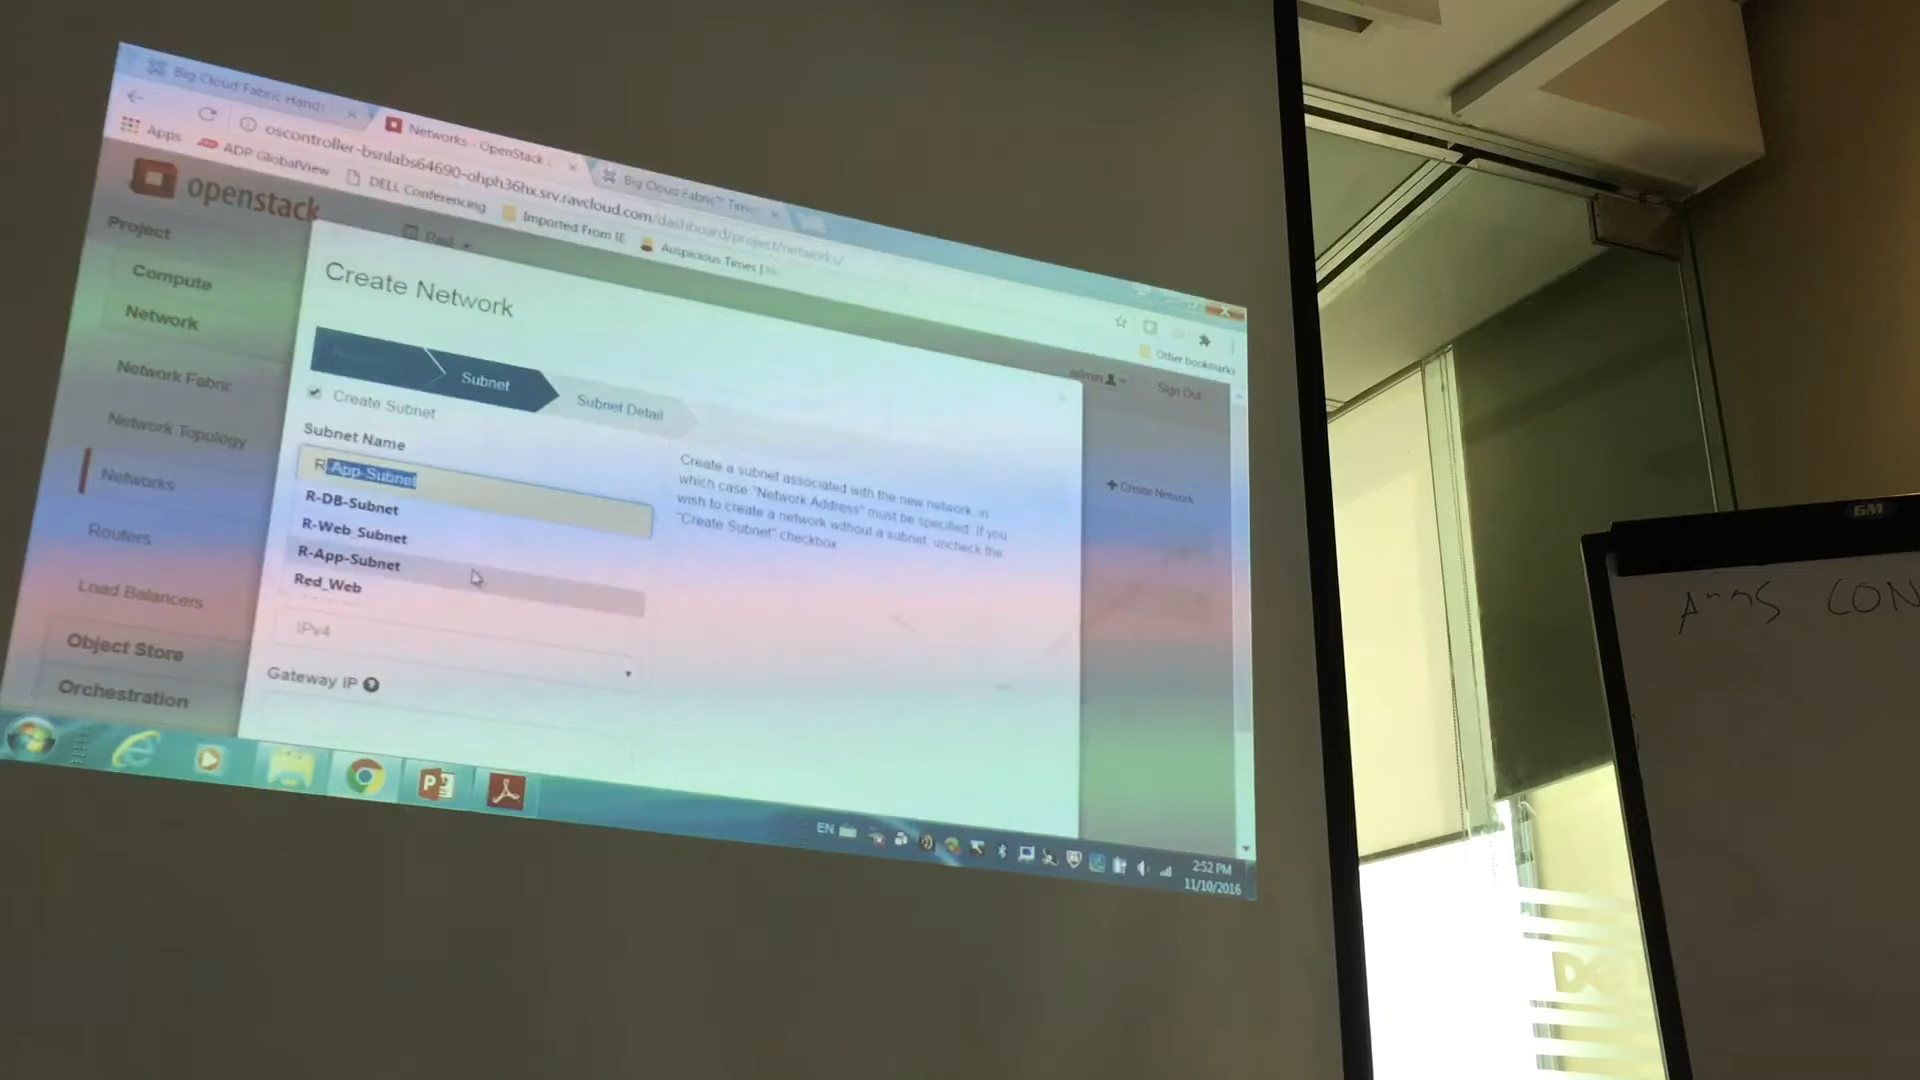 Big Cloud Fabric Hands
Networks - OpenStack
Big Cloud Fabric™ Tena
oscontroller-bsnlabs64690-ohph36hx.srv.ravcloud.com/dashboard/project/networks/
Apps
ADP GlobalView
DELL Conferencing
Imported From IE
Auspicious Times |
Other bookmarks
openstack
Red
admin
Sign Out
Project
Compute
Network
Network Fabric
Network Topology
Networks
Routers
Load Balancers
Object Store
Orchestration
Create Network
Subnet
Subnet Detail
Create Subnet
Subnet Name
R-App-Subnet
R-DB-Subnet
R-Web_Subnet
R-App-Subnet
Red_Web
IPv4
Gateway IP
Create a subnet associated with the new network, in
which case "Network Address" must be specified. If you
wish to create a network without a subnet, uncheck the
"Create Subnet" checkbox
Create Network
EN
2:52 PM
11/10/2016
GM
CON